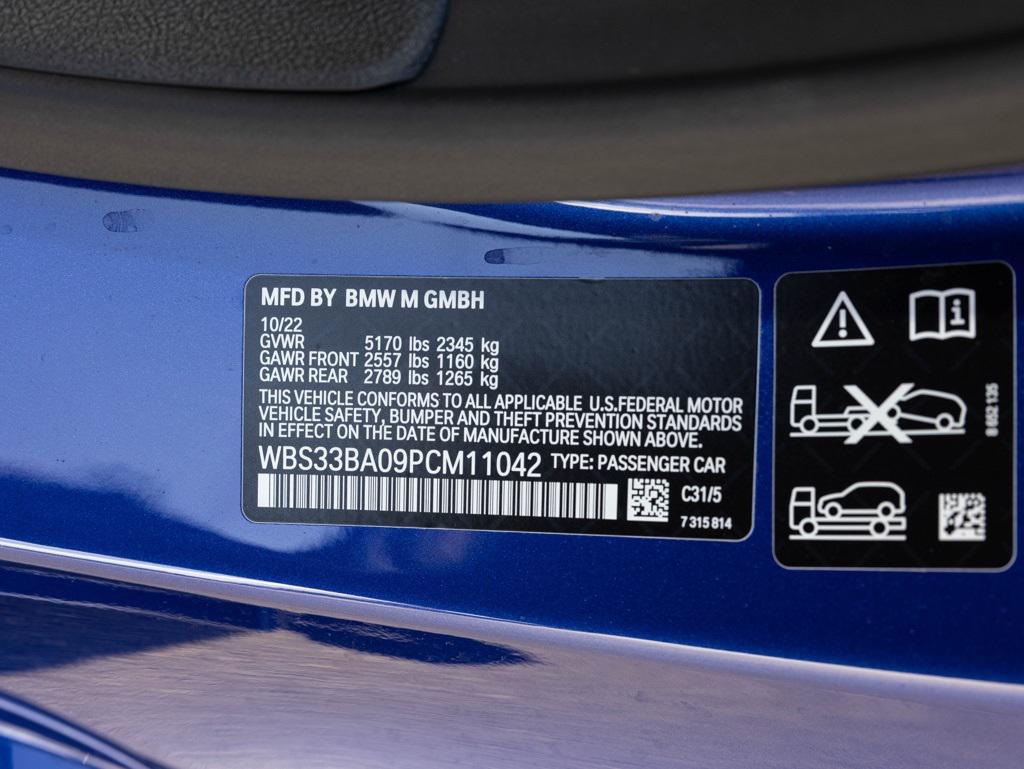 MFD BY BMW M GMBH
10/22
GVWR 5170 lbs 2345 kg
GAWR FRONT 2557 lbs 1160 kg
GAWR REAR 2789 lbs 1265 kg
THIS VEHICLE CONFORMS TO ALL APPLICABLE U.S.FEDERAL MOTOR
VEHICLE SAFETY, BUMPER AND THEFT PREVENTION STANDARDS
IN EFFECT ON THE DATE OF MANUFACTURE SHOWN ABOVE.
WBS33BA09PCM11042 TYPE: PASSENGER CAR
C31/5
7 315 814
8 652 135